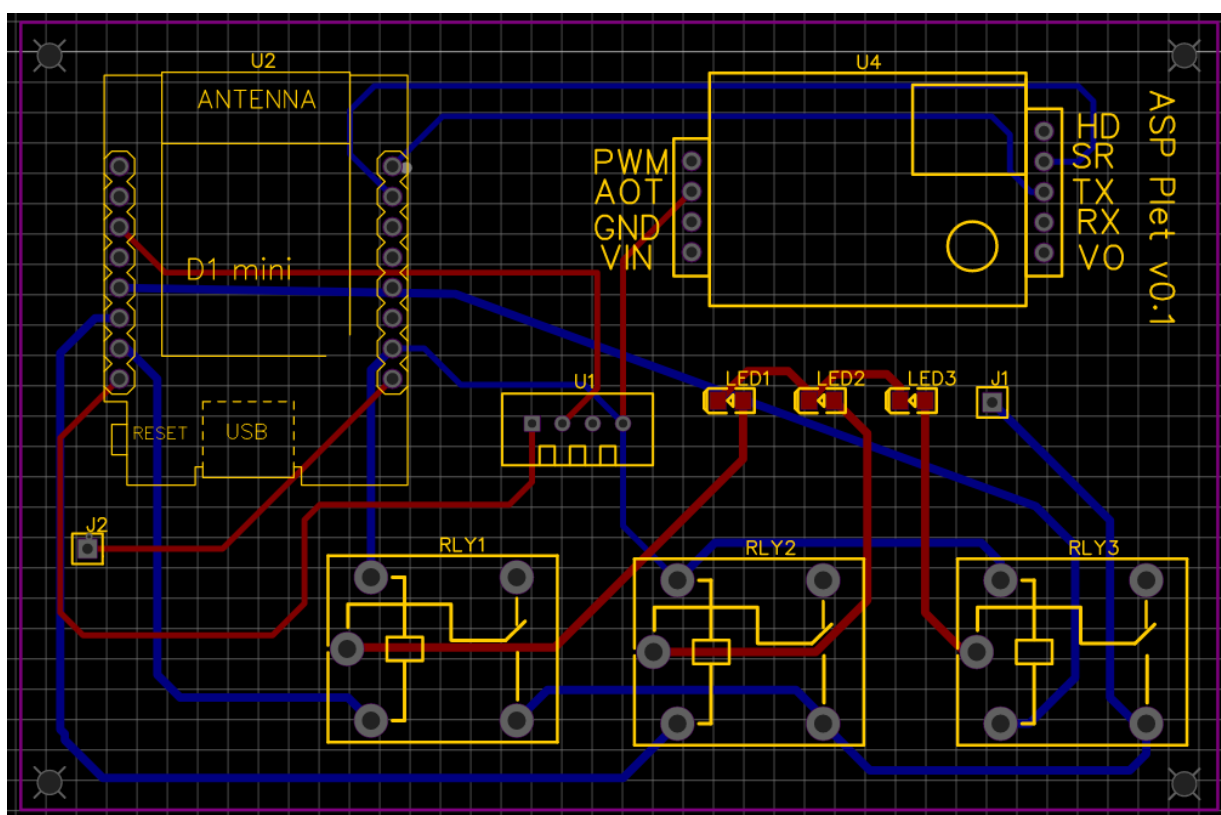 U2
ANTENNA
D1 mini
RESET
USB
J2
U4
PWM
AOT
GND
VIN
HD
SR
TX
RX
VO
ASP Plet v0.1
U1
LED1
LED2
LED3
J1
RLY1
RLY2
RLY3